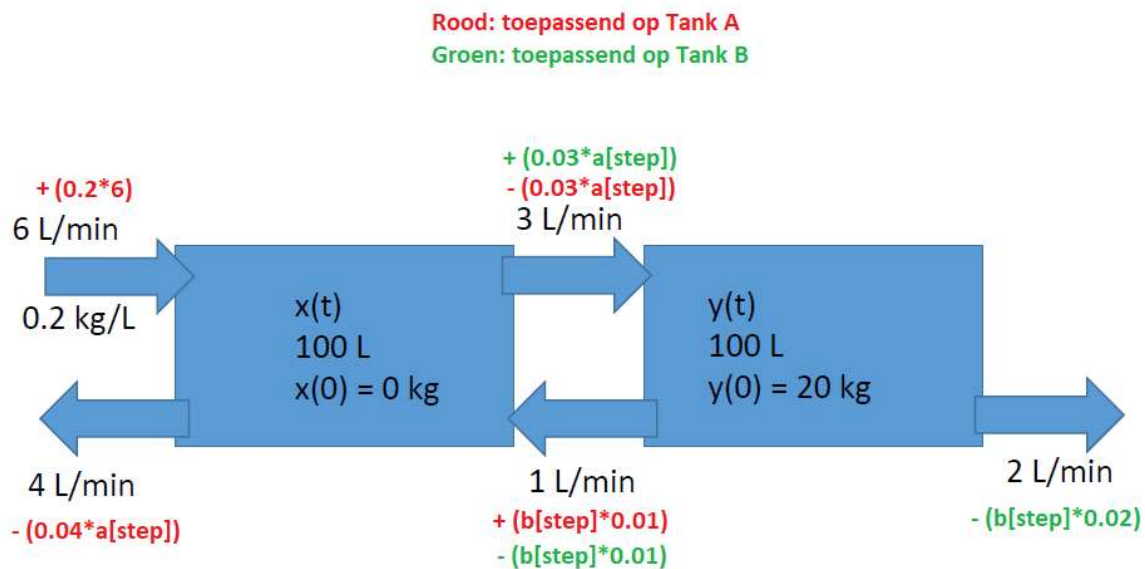 Rood: toepassend op Tank A
Groen: toepassend op Tank B
+ (0.03*a[step])
- (0.03*a[step])
3 L/min
+ (0.2*6)
6 L/min
0.2 kg/L
x(t)
100 L
x(0) = 0 kg
y(t)
100 L
y(0) = 20 kg
4 L/min
- (0.04*a[step])
1 L/min
+ (b[step]*0.01)
- (b[step]*0.01)
2 L/min
- (b[step]*0.02)